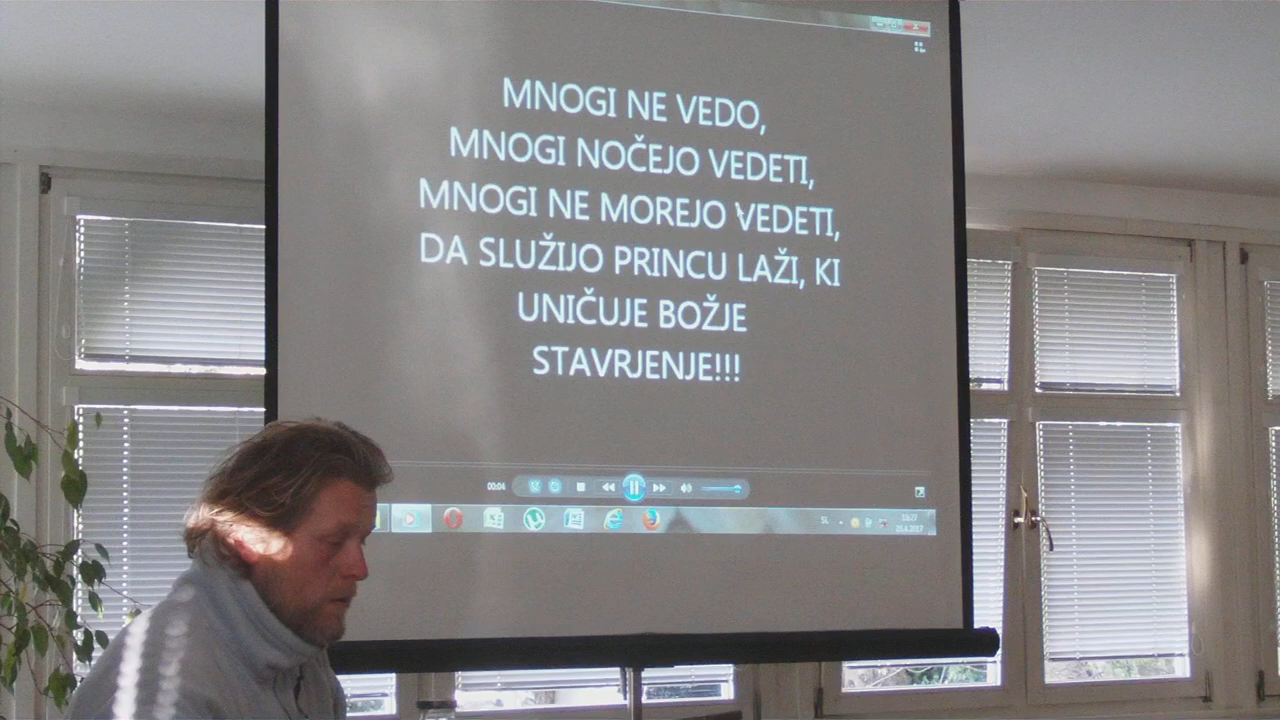 MNOGI NE VEDO,
MNOGI NOČEJO VEDETI,
MNOGI NE MOREJO VEDETI,
DA SLUŽIJO PRINCU LAŽI, KI
UNIČUJE BOŽJE
STAVRJENJE!!!
00:04
SL